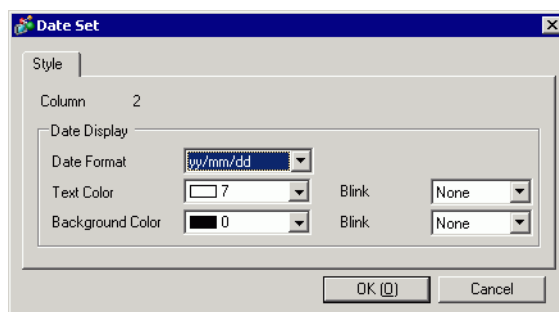 Date Set
Style
Column 2
Date Display
Date Format yy/mm/dd
Text Color 7 Blink None
Background Color 0 Blink None
OK (O) Cancel